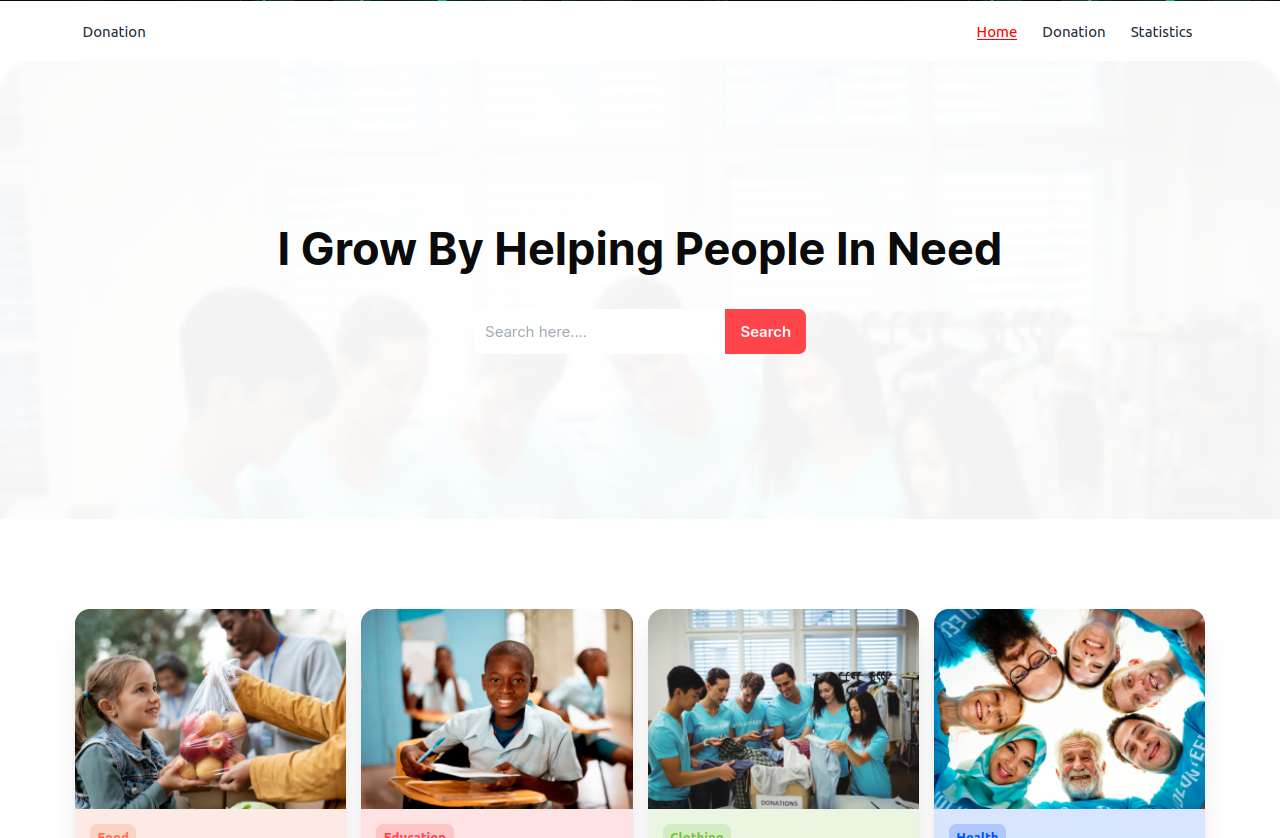 Donation
Home Donation Statistics
I Grow By Helping People In Need
Search here.... Search
DONATIONS
Food Education Clothing Health